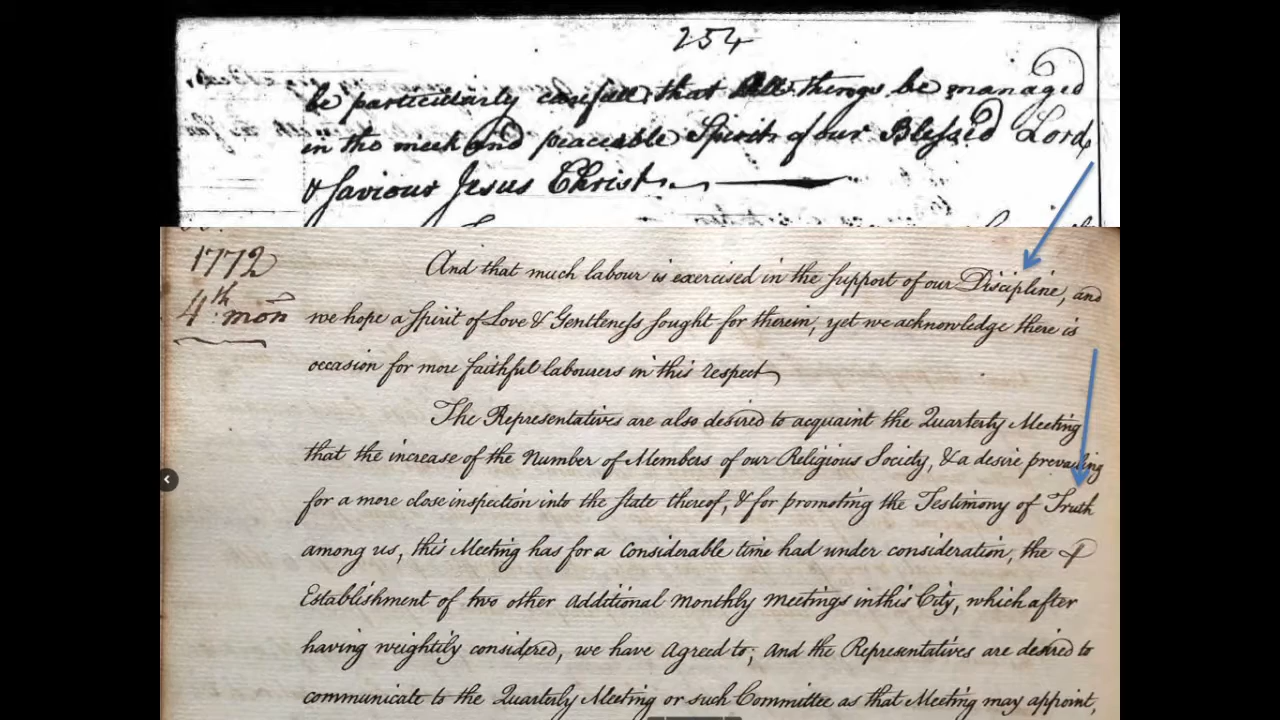 254
be particularly carefull that All things be managed
in the meek and peaceable Spirit of our Blessed Lord,
& Saviour Jesus Christ.
1772
4th mon
And that much labour is exercised in the support of our Discipline, and
we hope a Spirit of Love & Gentleness sought for therein, yet we acknowledge there is
occasion for more faithful labourers in this respect
The Representatives are also desired to acquaint the Quarterly Meeting
that the increase of the Number of Members of our Religious Society, & a desire prevailing
for a more close inspection into the State thereof, & for promoting the Testimony of Truth
among us, this Meeting has for a considerable time had under consideration, the
Establishment of two other additional Monthly Meetings in this City, which after
having weightily considered, we have agreed to; and the Representatives are desired to
communicate to the Quarterly Meeting or such Committee as that Meeting may appoint,